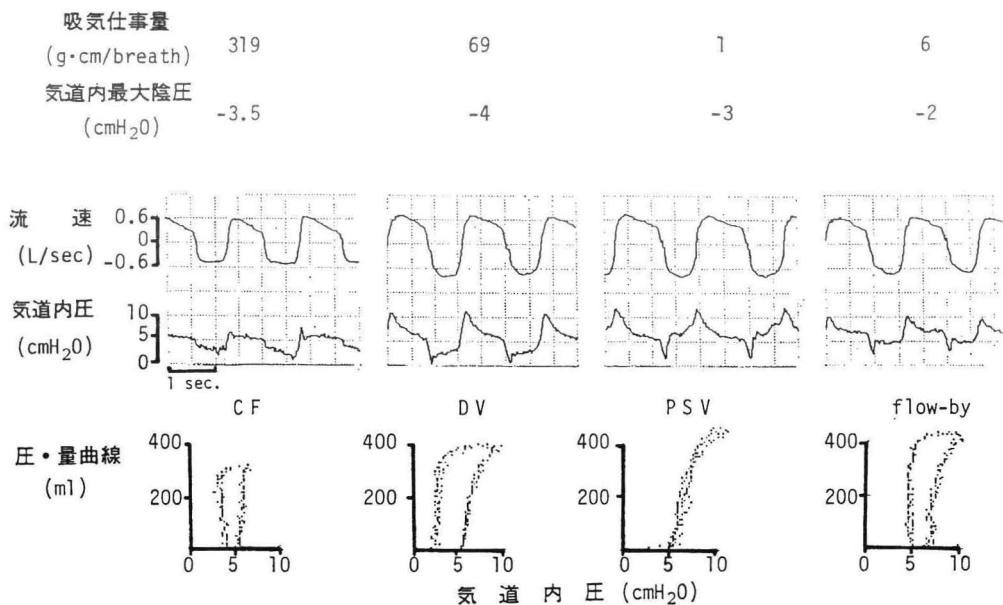 吸気仕事量
(g·cm/breath) 319 69 1 6
気道内最大陰圧
(cmH₂O) -3.5 -4 -3 -2
流 速
(L/sec)
0.6
0
-0.6
気道内圧
(cmH₂O)
10
5
0
1 sec.
CF DV PSV flow-by
圧・量曲線
(ml)
400 400 400 400
200 200 200 200
0 5 10 0 5 10 0 5 10 0 5 10
気 道 内 圧 (cmH₂O)